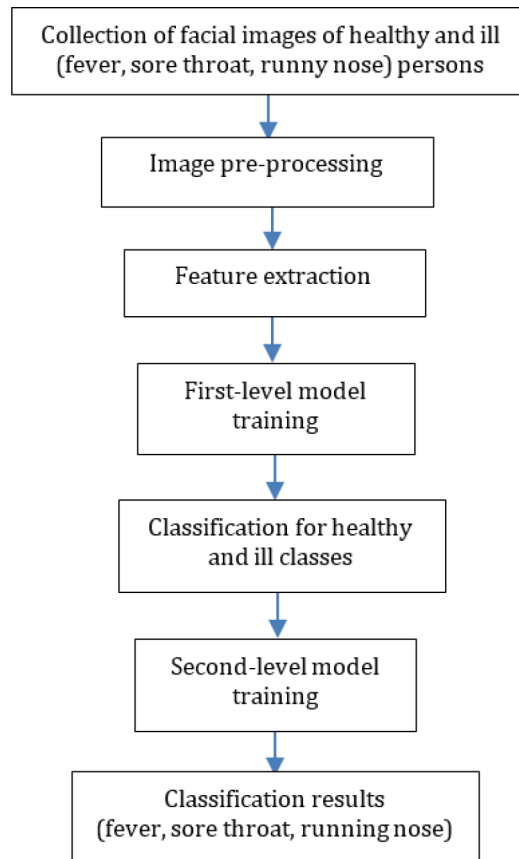 Collection of facial images of healthy and ill
(fever, sore throat, runny nose) persons
Image pre-processing
Feature extraction
First-level model
training
Classification for healthy
and ill classes
Second-level model
training
Classification results
(fever, sore throat, running nose)